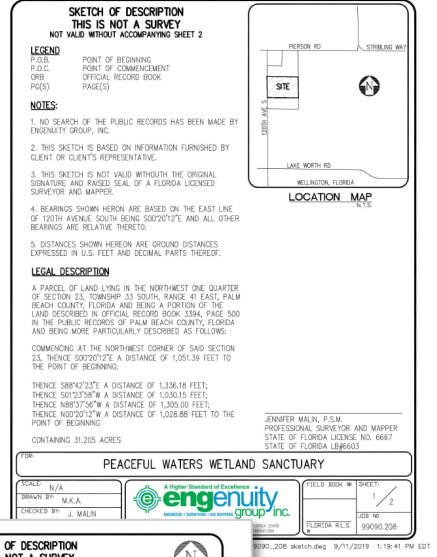 SKETCH OF DESCRIPTION
THIS IS NOT A SURVEY
NOT VALID WITHOUT ACCOMPANYING SHEET 2
LEGEND
P.O.B. POINT OF BEGINNING
P.O.C. POINT OF COMMENCEMENT
ORB OFFICIAL RECORD BOOK
PG(S) PAGE(S)
NOTES:
1. NO SEARCH OF THE PUBLIC RECORDS HAS BEEN MADE BY
ENGENUITY GROUP, INC.
2. THIS SKETCH IS BASED ON INFORMATION FURNISHED BY
CLIENT OR CLIENT'S REPRESENTATIVE.
3. THIS SKETCH IS NOT VALID WITHOUTH THE ORIGINAL
SIGNATURE AND RAISED SEAL OF A FLORIDA LICENSED
SURVEYOR AND MAPPER.
4. BEARINGS SHOWN HERON ARE BASED ON THE EAST LINE
OF 120TH AVENUE SOUTH BEING S00°20'12"E AND ALL OTHER
BEARINGS ARE RELATIVE THERETO.
5. DISTANCES SHOWN HEREON ARE GROUND DISTANCES
EXPRESSED IN U.S. FEET AND DECIMAL PARTS THEREOF.
LEGAL DESCRIPTION
A PARCEL OF LAND LYING IN THE NORTHWEST ONE QUARTER
OF SECTION 23, TOWNSHIP 33 SOUTH, RANGE 41 EAST, PALM
BEACH COUNTY, FLORIDA AND BEING A PORTION OF THE
LAND DESCRIBED IN OFFICIAL RECORD BOOK 3394, PAGE 500
IN THE PUBLIC RECORDS OF PALM BEACH COUNTY, FLORIDA
AND BEING MORE PARTICULARLY DESCRIBED AS FOLLOWS:
COMMENCING AT THE NORTHWEST CORNER OF SAID SECTION
23, THENCE S00°20'12"E A DISTANCE OF 1,051.39 FEET TO
THE POINT OF BEGINNING;
THENCE S88°42'23"E A DISTANCE OF 1,336.18 FEET;
THENCE S01°23'58"W A DISTANCE OF 1,030.15 FEET;
THENCE N88°37'56"W A DISTANCE OF 1,305.00 FEET;
THENCE N00°20'12"W A DISTANCE OF 1,028.88 FEET TO THE
POINT OF BEGINNING
CONTAINING 31.205 ACRES
PIERSON RD
STRIBLING WAY
SITE
N
120TH AVE S.
LAKE WORTH RD
WELLINGTON, FLORIDA
LOCATION MAP
N.T.S.
JENNIFER MALIN, P.S.M.
PROFESSIONAL SURVEYOR AND MAPPER
STATE OF FLORIDA LICENSE NO. 6667
STATE OF FLORIDA LB#6603
FOR:
PEACEFUL WATERS WETLAND SANCTUARY
SCALE: N/A
DRAWN BY: M.K.A.
CHECKED BY: J. MALIN
A Higher Standard of Excellence
engenuity
group inc.
ENGINEERS • SURVEYORS • GIS MAPPERS
FIELD BOOK №
SHEET:
1/2
JOB №
99090.208
FLORIDA R.L.S.
9090_208 sketch.dwg 9/11/2019 1:19:41 PM EDT
OF DESCRIPTION
NOT A SURVEY
N